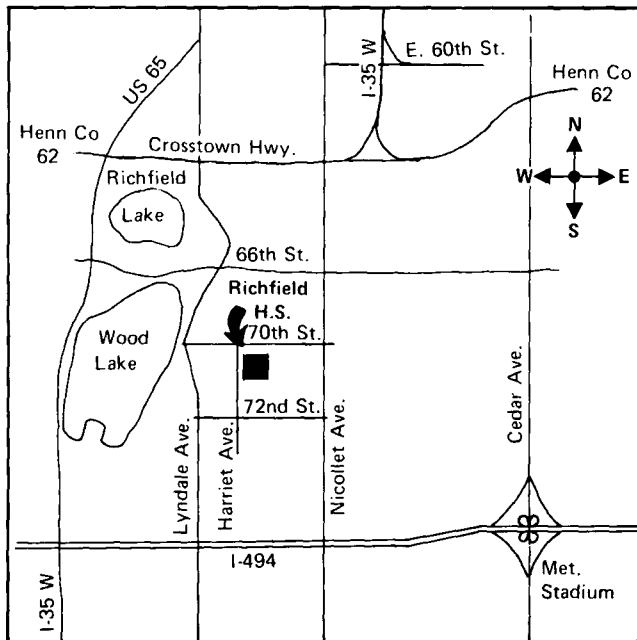 US 65
I-35 W
E. 60th St.
Henn Co
62
Henn Co
62
Crosstown Hwy.
N
W
E
S
Richfield
Lake
66th St.
Richfield
H.S.
70th St.
Wood
Lake
72nd St.
Lyndale Ave.
Harriet Ave.
Nicollet Ave.
Cedar Ave.
I-494
I-35 W
Met.
Stadium